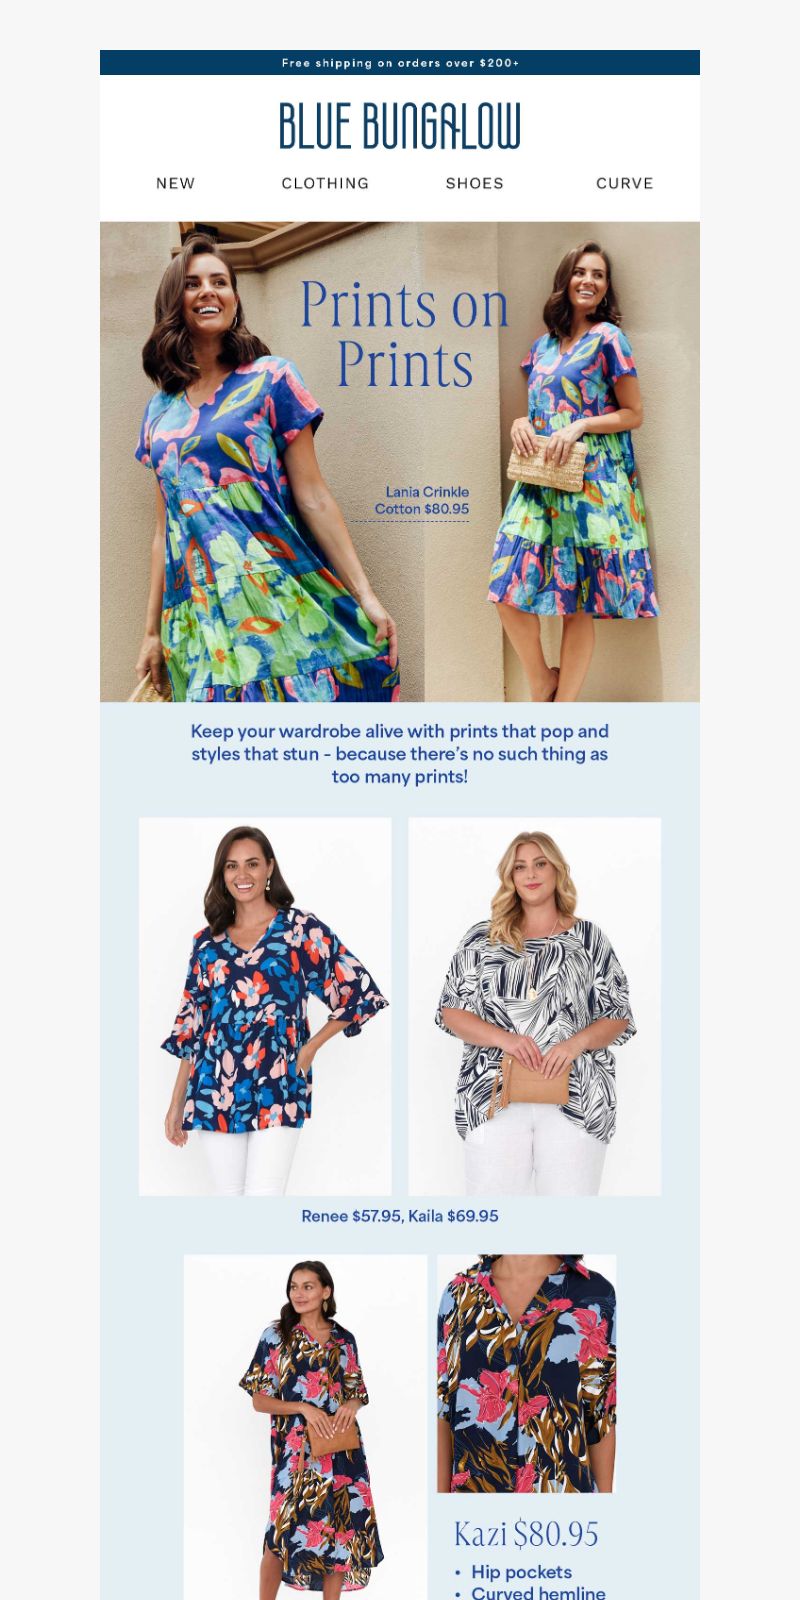 Free shipping on orders over $200+
BLUE BUNGALOW
NEW CLOTHING SHOES CURVE
Prints on
Prints
Lania Crinkle
Cotton $80.95
Keep your wardrobe alive with prints that pop and
styles that stun – because there's no such thing as
too many prints!
Renee $57.95, Kaila $69.95
Kazi $80.95
• Hip pockets
• Curved hemline